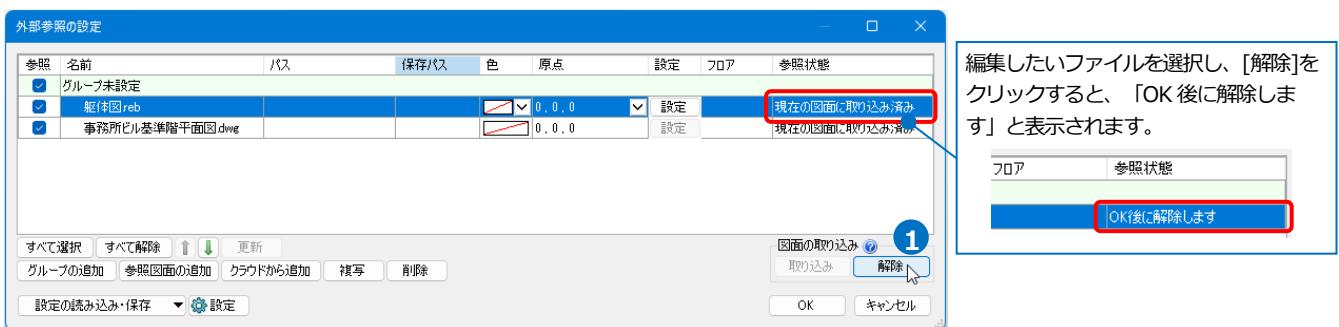 外部参照の設定
参照 名前 パス 保存パス 色 原点 設定 フロア 参照状態
グループ未設定
躯体図.reb 0, 0, 0 設定 現在の図面に取り込み済み
事務所ビル基準階平面図.dwg 0, 0, 0 設定 現在の図面に取り込み済み
すべて選択 すべて解除 更新
図面の取り込み
グループの追加 参照図面の追加 クラウドから追加 複写 削除
取り込み 解除
1
設定の読み込み・保存 設定
OK キャンセル
編集したいファイルを選択し、[解除]を
クリックすると、「OK 後に解除しま
す」と表示されます。
フロア 参照状態
OK後に解除します